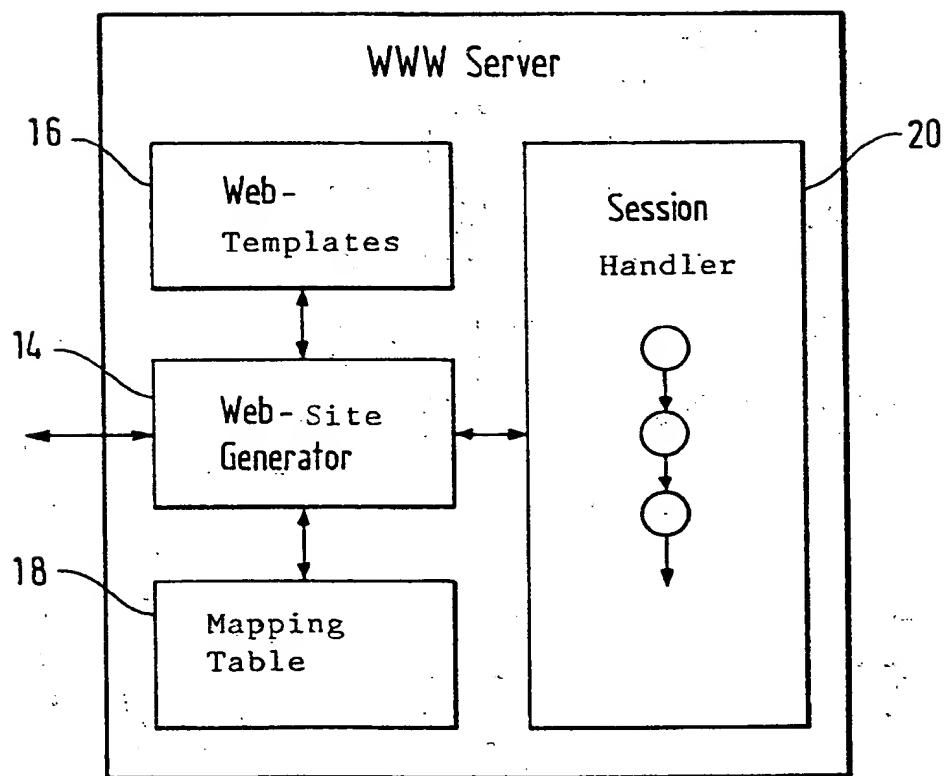 WWW Server
16
20
Web-
Templates
Session
Handler
14
Web-Site
Generator
18
Mapping
Table